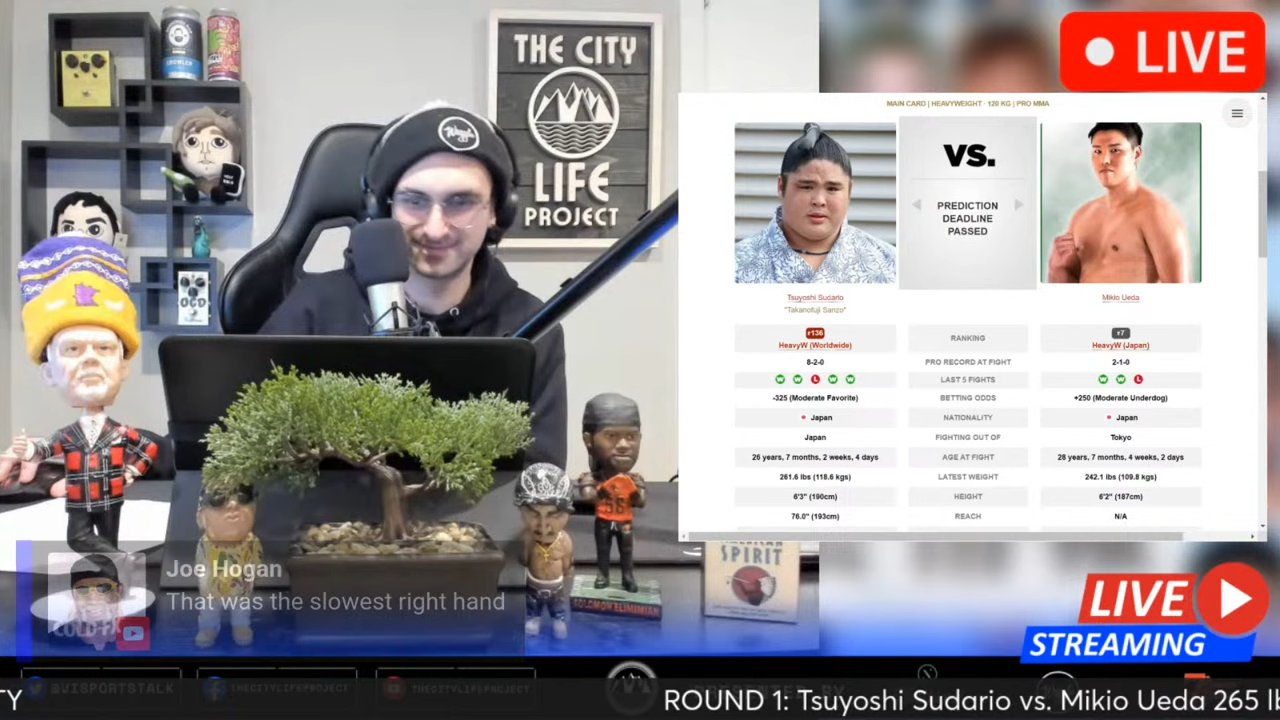 THE CITY
LIFE
PROJECT
LIVE
MAIN CARD | HEAVYWEIGHT · 120 KG | PRO MMA
VS.
PREDICTION
DEADLINE
PASSED
Tsuyoshi Sudario
"Takanofuji Sanzo"
Mikio Ueda
#136
HeavyW (Worldwide)
RANKING
#7
HeavyW (Japan)
8-2-0
PRO RECORD AT FIGHT
2-1-0
W W L W W
LAST 5 FIGHTS
W W L
-325 (Moderate Favorite)
BETTING ODDS
+250 (Moderate Underdog)
Japan
NATIONALITY
Japan
Japan
FIGHTING OUT OF
Tokyo
26 years, 7 months, 2 weeks, 4 days
AGE AT FIGHT
28 years, 7 months, 4 weeks, 2 days
261.6 lbs (118.6 kgs)
LATEST WEIGHT
242.1 lbs (109.8 kgs)
6'3" (190cm)
HEIGHT
6'2" (187cm)
76.0" (193cm)
REACH
N/A
OCD
SOLOMON ELIMIMIAN
SPIRIT
Joe Hogan
That was the slowest right hand
LIVE
STREAMING
@VISPORTSTALK
THECITYLIFEPROJECT
THECITYLIFEPROJECT
TY
ROUND 1: Tsuyoshi Sudario vs. Mikio Ueda 265 lb